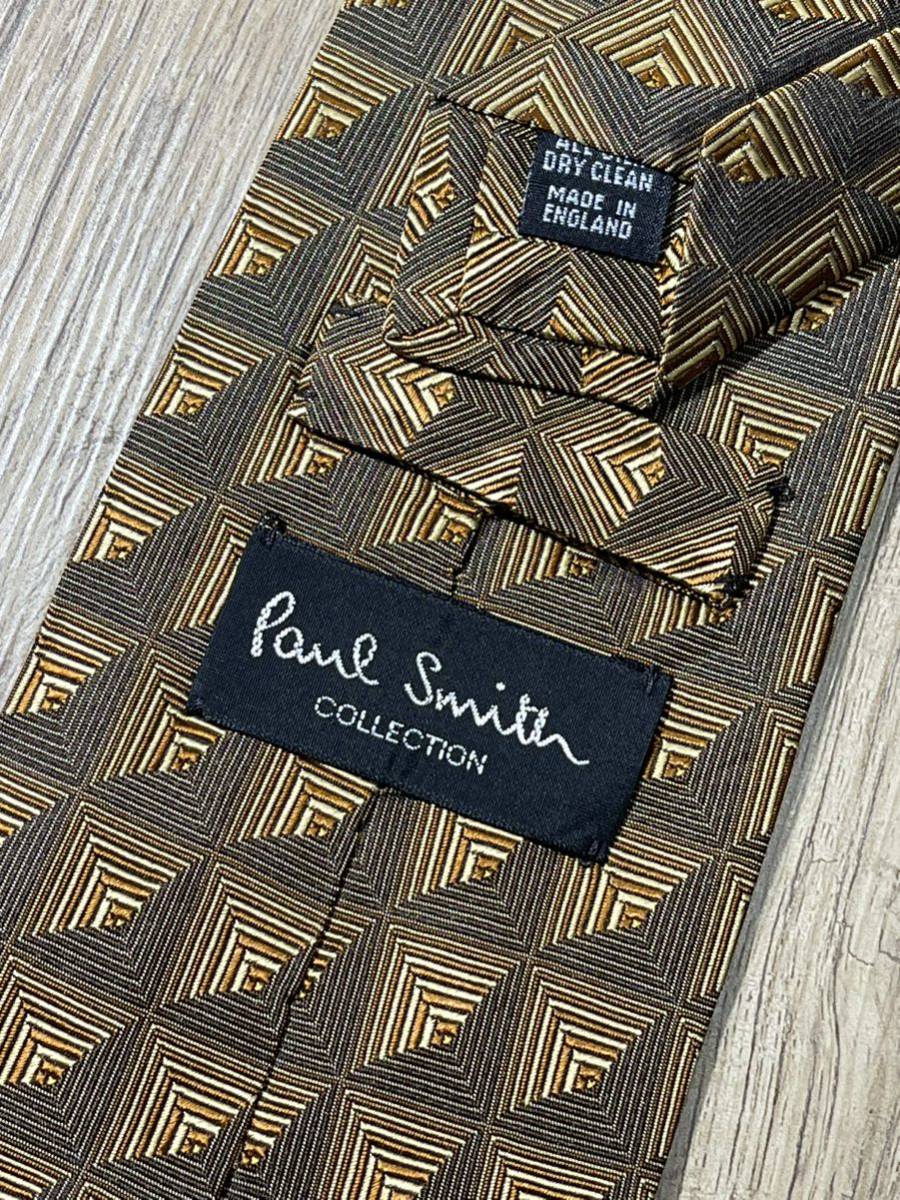 DRY CLEAN
MADE IN
ENGLAND
Paul Smith
COLLECTION